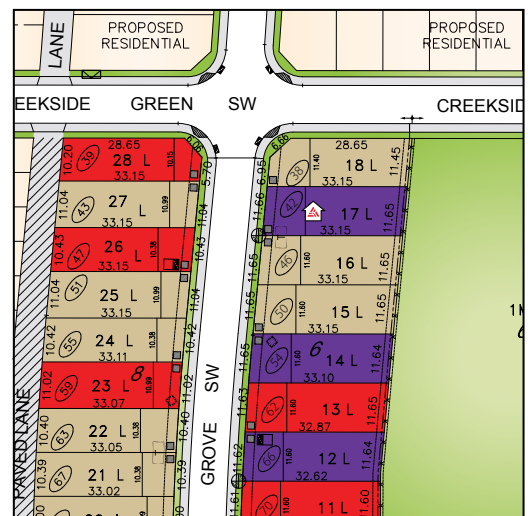 PROPOSED
RESIDENTIAL
PROPOSED
RESIDENTIAL
LANE
EEKSIDE GREEN SW
CREEKSID
28.65
10.20 39 28 L 10.15
33.15
6.06
5.70
11.04 43 27 L 10.99
33.15
11.04
10.43 47 26 L 10.38
33.15
10.43
11.04 51 25 L 10.99
33.15
11.04
10.42 55 24 L 10.38
33.11
10.42
11.02 59 23 L 10.99
8
33.07
11.02
10.40 63 22 L 10.38
33.05
10.40
10.39 67 21 L 10.38
33.02
10.39
PAVED LANE
GROVE SW
28.65
6.66
6.95
38 11.40 18 L 11.45
33.15
11.66 42 17 L 11.65
33.15
11.65 46 11.60 16 L 11.65
33.15
11.65 50 11.60 15 L 11.65
33.15
6
11.65 54 11.60 14 L 11.64
33.10
11.63 62 11.60 13 L 11.65
32.87
11.62 66 11.60 12 L 11.64
32.62
11.61 70 11.60 11 L 11.60